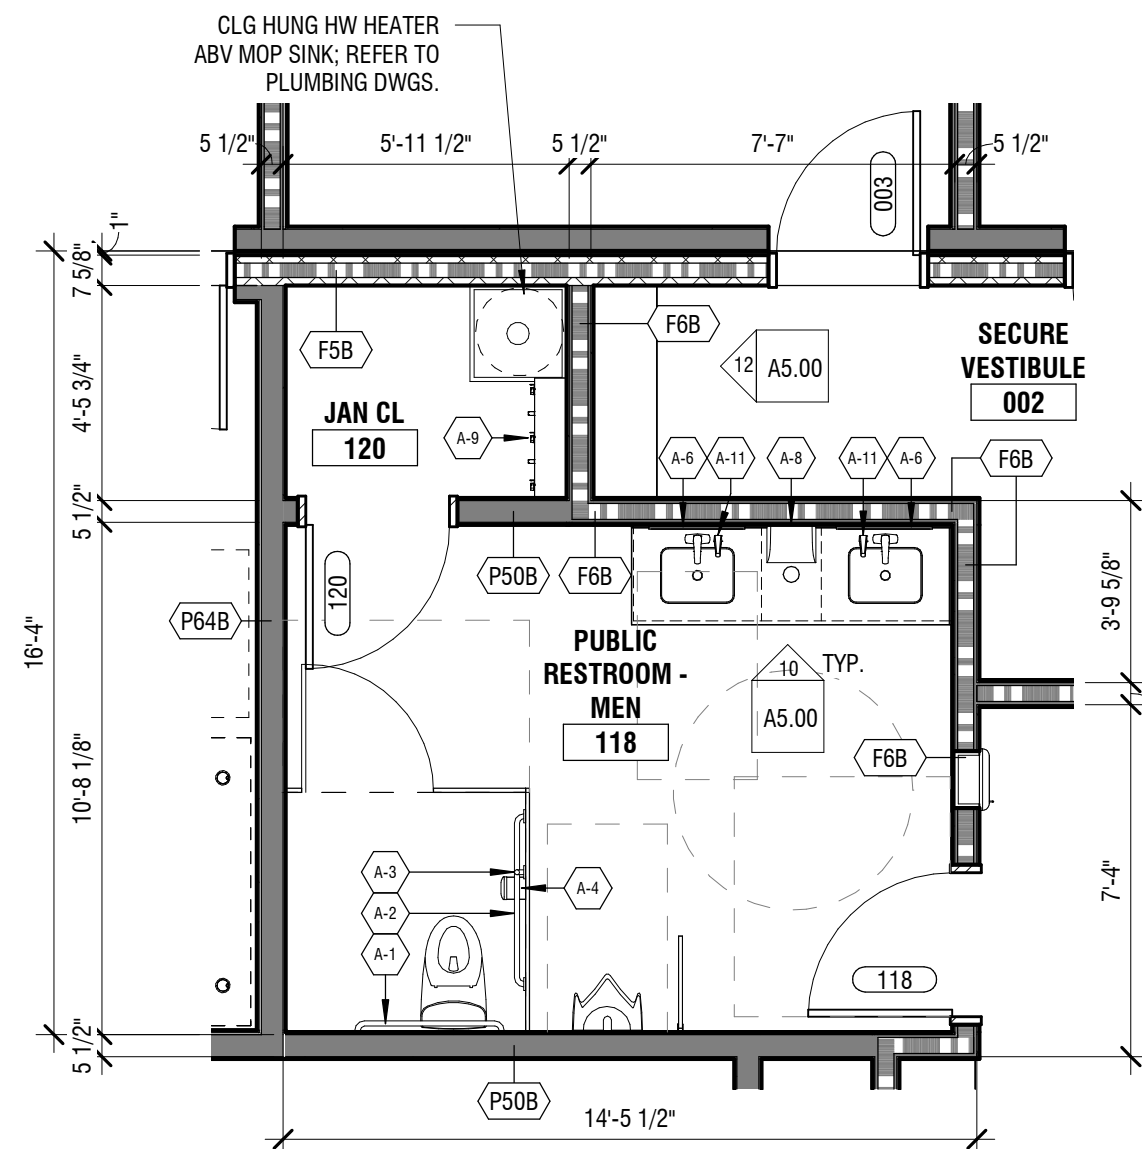 CLG HUNG HW HEATER
ABV MOP SINK; REFER TO
PLUMBING DWGS.
5 1/2"
5'-11 1/2"
5 1/2"
7'-7"
5 1/2"
003
1"
7 5/8"
F5B
F6B
12
A5.00
SECURE
VESTIBULE
002
4'-5 3/4"
JAN CL
120
A-9
A-6
A-11
A-8
A-11
A-6
F6B
5 1/2"
P50B
F6B
120
P64B
3'-9 5/8"
16'-4"
PUBLIC
RESTROOM -
MEN
118
10
TYP.
A5.00
F6B
10'-8 1/8"
A-3
A-4
A-2
A-1
7'-4"
118
5 1/2"
P50B
14'-5 1/2"